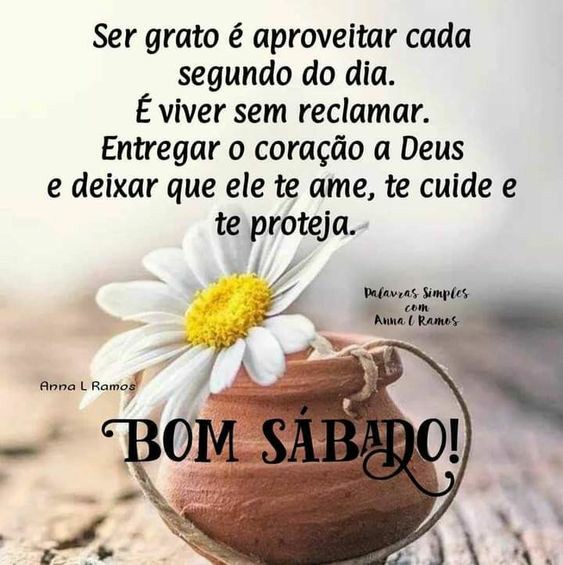 Ser grato é aproveitar cada
segundo do dia.
É viver sem reclamar.
Entregar o coração a Deus
e deixar que ele te ame, te cuide e
te proteja.
Palavras Simples
com
Anna L Ramos
Anna L Ramos
BOM SÁBADO!